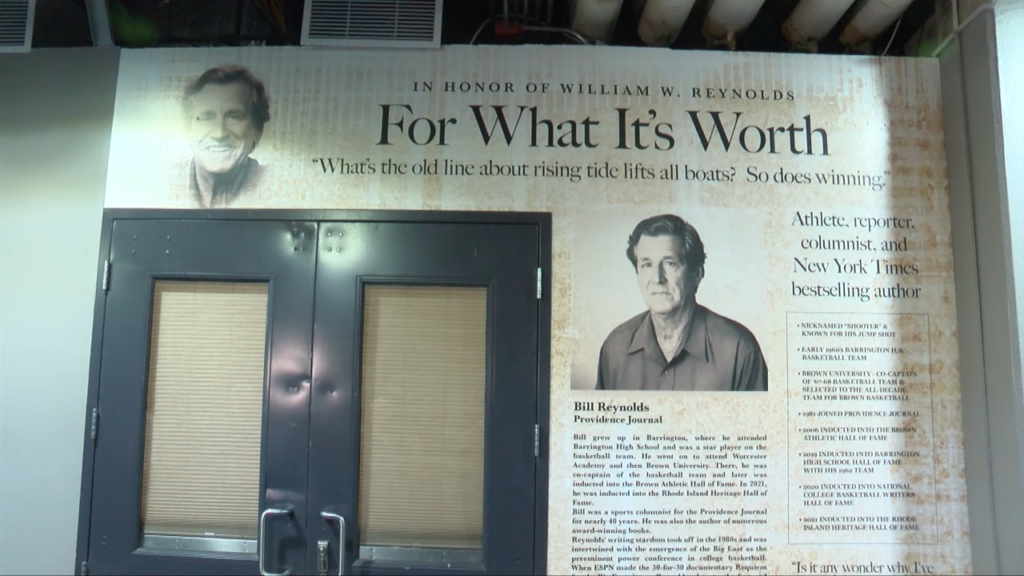 IN HONOR OF WILLIAM W. REYNOLDS
For What It's Worth
"What's the old line about rising tide lifts all boats? So does winning."
Athlete, reporter,
columnist, and
New York Times
bestselling author
• NICKNAMED "SHOOTER" &
KNOWN FOR HIS JUMP SHOT
• EARLY 1960'S BARRINGTON H.S.
BASKETBALL TEAM
• BROWN UNIVERSITY - CO-CAPTAIN
OF '67-68 BASKETBALL TEAM &
SELECTED TO THE ALL-DECADE
TEAM FOR BROWN BASKETBALL
• 1981 JOINED PROVIDENCE JOURNAL
• 2006 INDUCTED INTO THE BROWN
ATHLETIC HALL OF FAME
• 2019 INDUCTED INTO BARRINGTON
HIGH SCHOOL HALL OF FAME
WITH HIS 1962 TEAM
• 2020 INDUCTED INTO NATIONAL
COLLEGE BASKETBALL WRITERS
HALL OF FAME
• 2021 INDUCTED INTO THE RHODE
ISLAND HERITAGE HALL OF FAME
Bill Reynolds
Providence Journal
Bill grew up in Barrington, where he attended
Barrington High School and was a star player on the
basketball team. He went on to attend Worcester
Academy and then Brown University. There, he was
co-captain of the basketball team and later was
inducted into the Brown Athletic Hall of Fame. In 2021,
he was inducted into the Rhode Island Heritage Hall of
Fame.
Bill was a sports columnist for the Providence Journal
for nearly 40 years. He was also the author of numerous
award-winning books.
Reynolds' writing stardom took off in the 1980s and was
intertwined with the emergence of the Big East as the
preeminent power conference in college basketball.
When ESPN made the 30-for-30 documentary Requiem
"Is it any wonder why I've